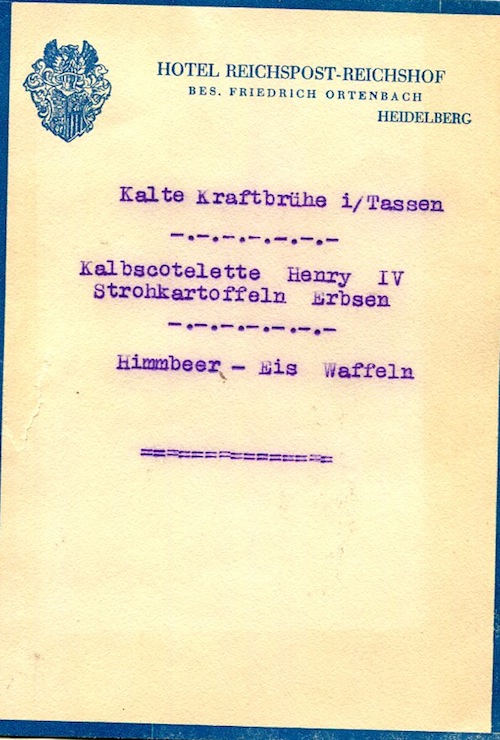 HOTEL REICHSPOST-REICHSHOF
BES. FRIEDRICH ORTENBACH
HEIDELBERG
Kalte Kraftbrühe i/Tassen
-.-.-.-.-.-.-
Kalbscotelette Henry IV
Strohkartoffeln Erbsen
-.-.-.-.-.-.-
Himmbeer - Eis Waffeln
===============